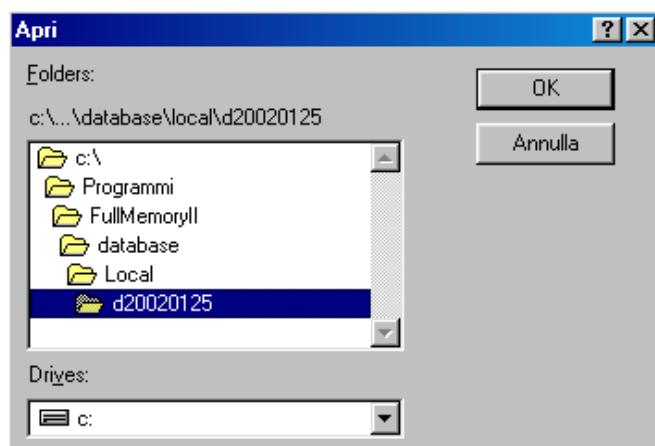 Apri
Folders:
OK
c:\...\database\local\d20020125
Annulla
c:\
Programmi
FullMemoryII
database
Local
d20020125
Drives:
c: